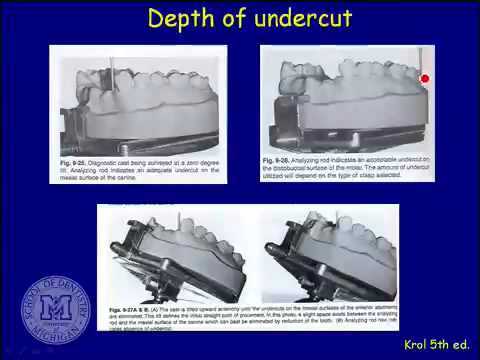 Depth of undercut
Fig. 9-25. Diagnostic cast being surveyed at a zero degree
tilt. Analyzing rod indicates an adequate undercut on the
mesial surface of the canine.
Fig. 9-26. Analyzing rod indicates an acceptable undercut on
the distobuccal surface of the molar. The amount of undercut
utilized will depend on the type of clasp selected.
Figs. 9-27A & B. (A) The cast is tilted upward anteriorly until the undercuts on the mesial surfaces of the anterior abutments
are eliminated. This tilt defines the initial straight path of placement. In this photo, a slight space exists between the analyzing
rod and the mesial surface of the canine which can best be eliminated by reduction of the tooth. (B) Analyzing rod now indi-
cates absence of undercut.
SCHOOL OF DENTISTRY
M
University
MICHIGAN
Krol 5th ed.